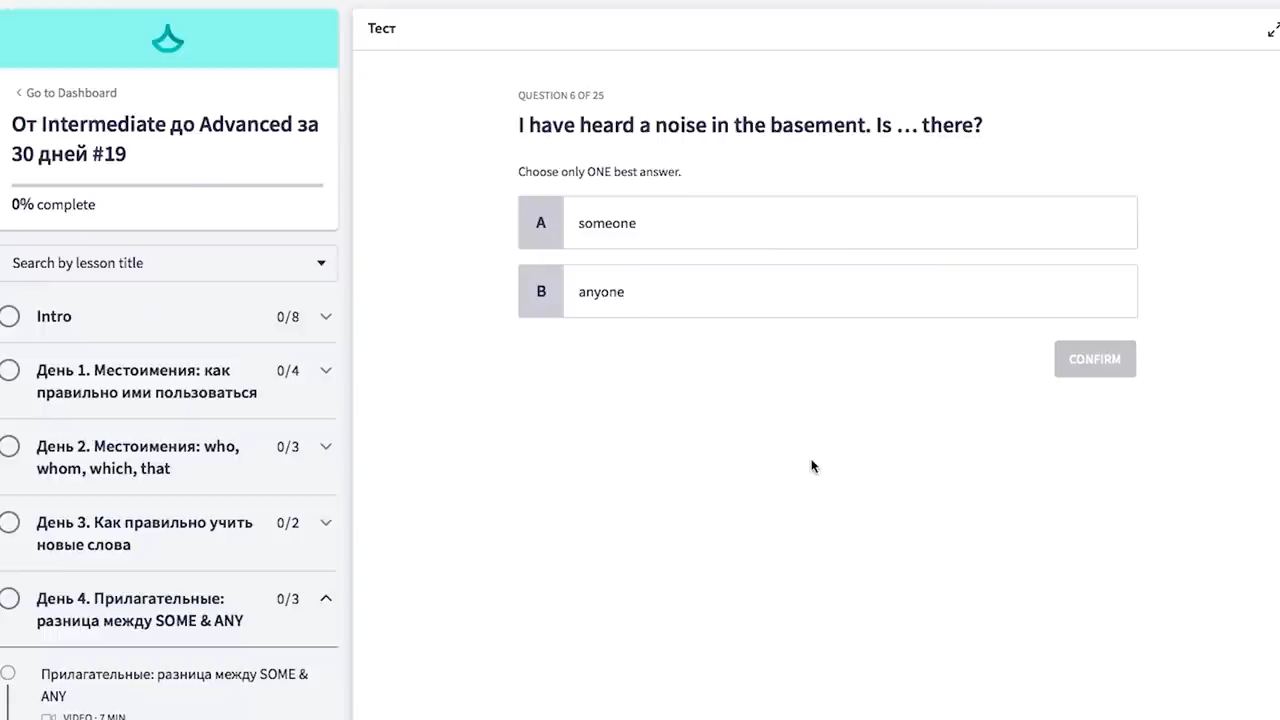 Go to Dashboard
От Intermediate до Advanced за
30 дней #19
0% complete
Search by lesson title
Intro 0/8
День 1. Местоимения: как 0/4
правильно ими пользоваться
День 2. Местоимения: who, 0/3
whom, which, that
День 3. Как правильно учить 0/2
новые слова
День 4. Прилагательные: 0/3
разница между SOME & ANY
Прилагательные: разница между SOME &
ANY
VIDEO · 7 MIN
Тест
QUESTION 6 OF 25
I have heard a noise in the basement. Is … there?
Choose only ONE best answer.
A someone
B anyone
CONFIRM